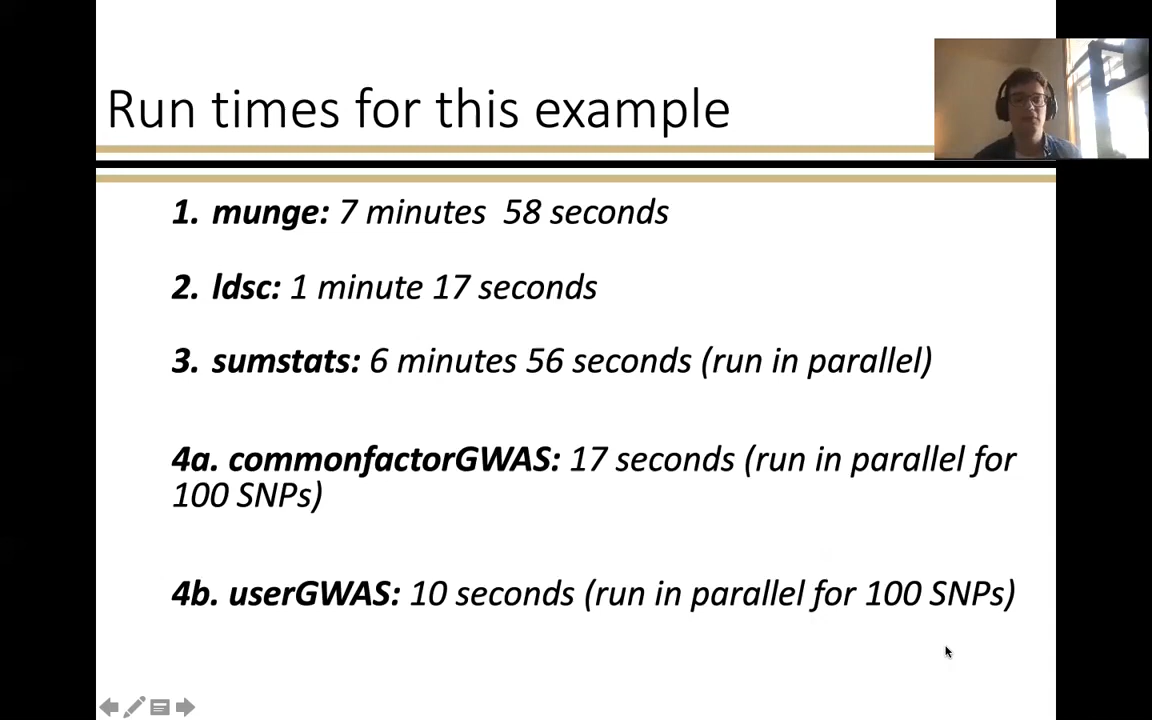 Run times for this example
1. munge: 7 minutes  58 seconds
2. ldsc: 1 minute 17 seconds
3. sumstats: 6 minutes 56 seconds (run in parallel)
4a. commonfactorGWAS: 17 seconds (run in parallel for
100 SNPs)
4b. userGWAS: 10 seconds (run in parallel for 100 SNPs)